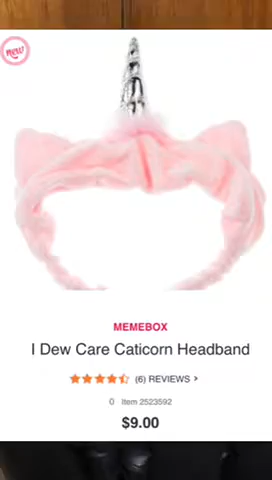 new
MEMEBOX
I Dew Care Caticorn Headband
(6) REVIEWS >
0 Item 2523592
$9.00